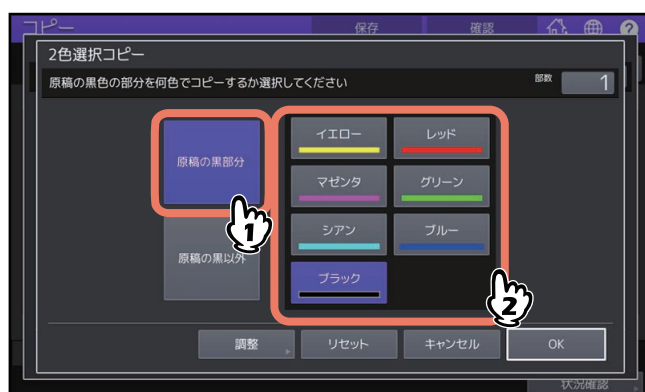 コピー
保存
確認
?
2色選択コピー
原稿の黒色の部分を何色でコピーするか選択してください
部数
1
原稿の黒部分
原稿の黒以外
イエロー
レッド
マゼンタ
グリーン
シアン
ブルー
ブラック
1
2
調整
リセット
キャンセル
OK
状況確認